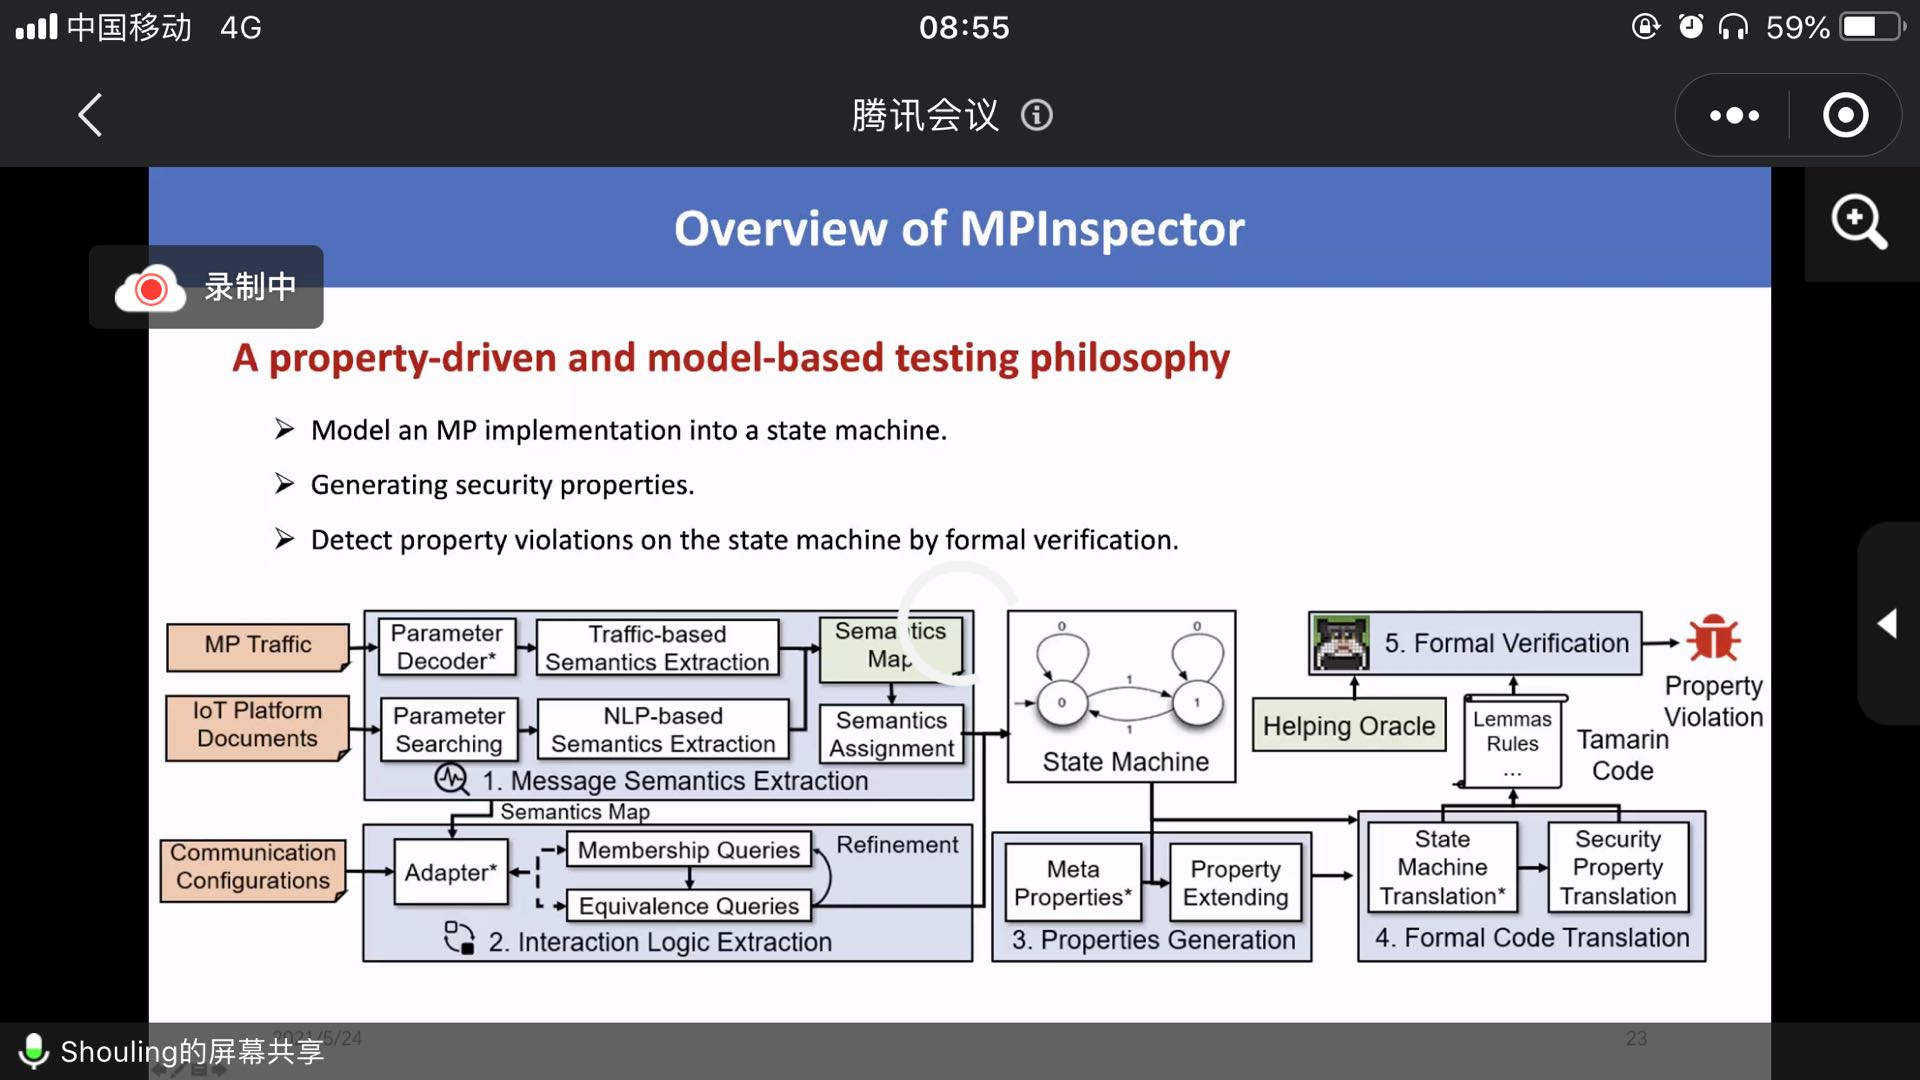 中国移动 4G 08:55 59%
腾讯会议
Overview of MPInspector
录制中
A property-driven and model-based testing philosophy
Model an MP implementation into a state machine.
Generating security properties.
Detect property violations on the state machine by formal verification.
MP Traffic
IoT Platform
Documents
Communication
Configurations
Parameter
Decoder*
Traffic-based
Semantics Extraction
Semantics
Map
Parameter
Searching
NLP-based
Semantics Extraction
Semantics
Assignment
1. Message Semantics Extraction
Semantics Map
Adapter*
Membership Queries
Refinement
Equivalence Queries
2. Interaction Logic Extraction
0 0
1
0 1
1
State Machine
Meta
Properties*
Property
Extending
3. Properties Generation
5. Formal Verification
Property
Violation
Helping Oracle
Lemmas
Rules
...
Tamarin
Code
State
Machine
Translation*
Security
Property
Translation
4. Formal Code Translation
2021/5/24
23
Shouling的屏幕共享